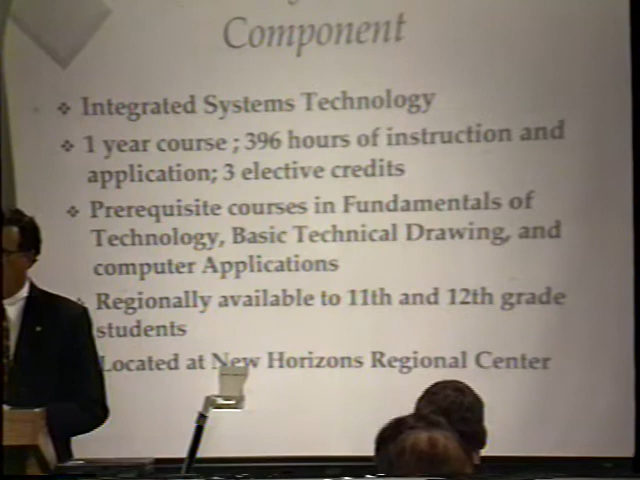 Component
❖ Integrated Systems Technology
❖ 1 year course ; 396 hours of instruction and
application; 3 elective credits
❖ Prerequisite courses in Fundamentals of
Technology, Basic Technical Drawing, and
computer Applications
Regionally available to 11th and 12th grade
students
Located at New Horizons Regional Center